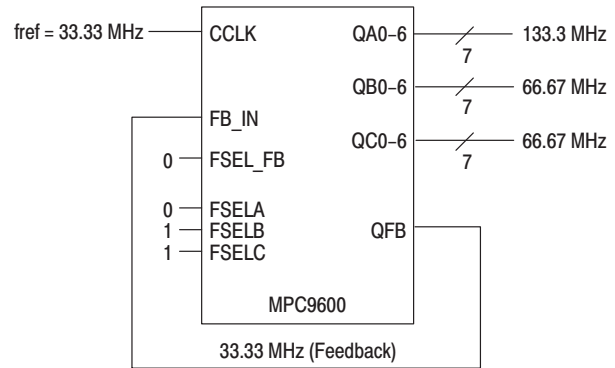 fref = 33.33 MHz CCLK QA0–6 133.3 MHz
7
QB0–6 66.67 MHz
7
FB_IN
QC0–6 66.67 MHz
7
0 FSEL_FB
0 FSELA
1 FSELB QFB
1 FSELC
MPC9600
33.33 MHz (Feedback)